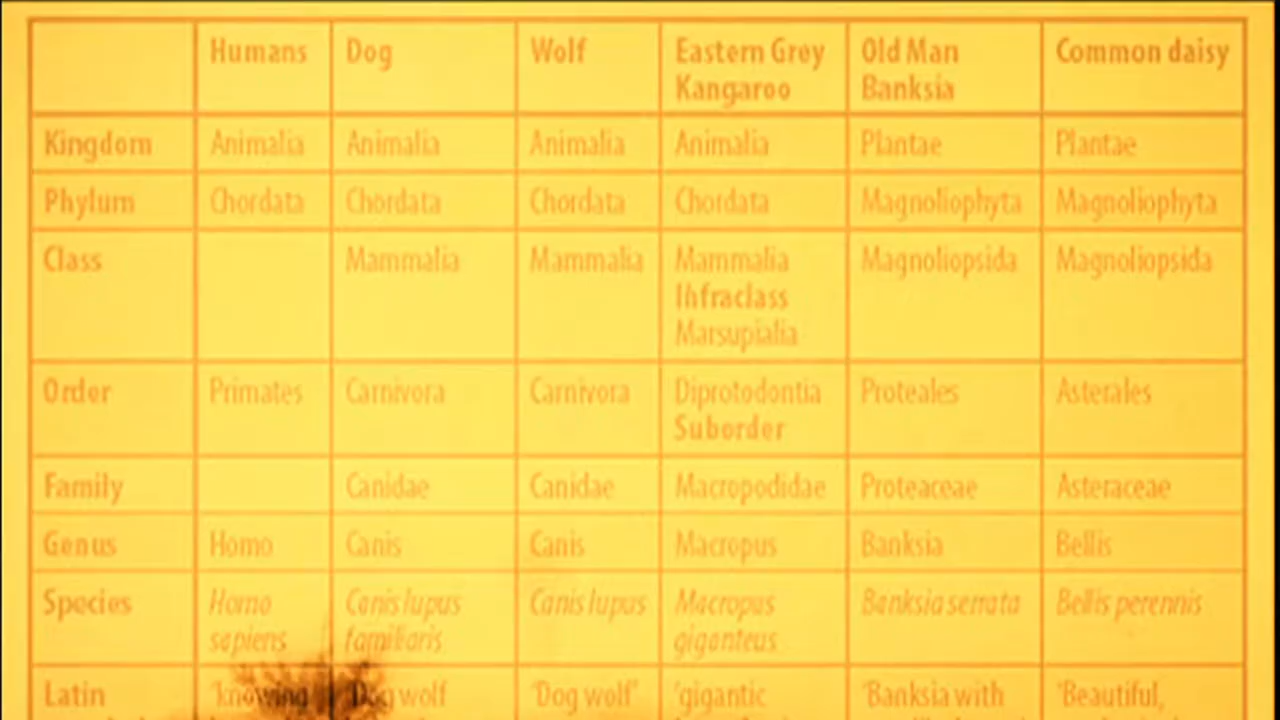 Humans Dog Wolf Eastern Grey Kangaroo Old Man Banksia Common daisy
Kingdom Animalia Animalia Animalia Animalia Plantae Plantae
Phylum Chordata Chordata Chordata Chordata Magnoliophyta Magnoliophyta
Class Mammalia Mammalia Mammalia Infraclass Marsupialia Magnoliopsida Magnoliopsida
Order Primates Carnivora Carnivora Diprotodontia Suborder Proteales Asterales
Family Canidae Canidae Macropodidae Proteaceae Asteraceae
Genus Homo Canis Canis Macropus Banksia Bellis
Species Homo sapiens Canis lupus familiaris Canis lupus Macropus giganteus Banksia serrata Bellis perennis
Latin 'knowing 'Dog wolf 'Dog wolf' 'gigantic 'Banksia with 'Beautiful,